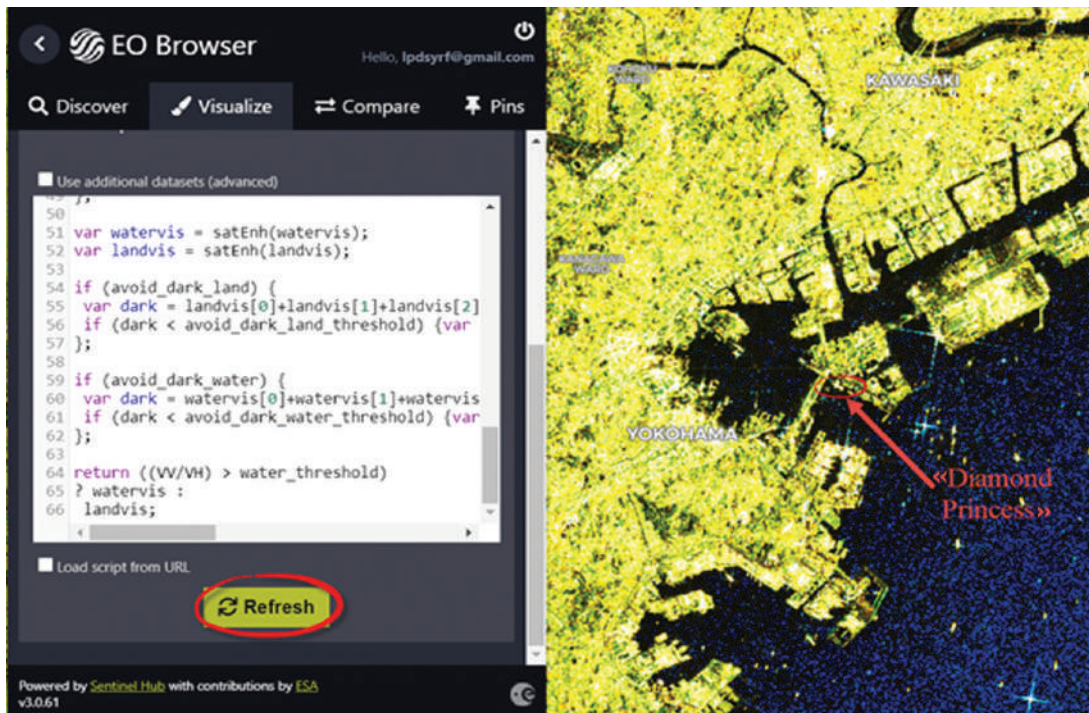 EO Browser
Hello, lpdsyrf@gmail.com
Discover
Visualize
Compare
Pins
Use additional datasets (advanced)
50
51 var watervis = satEnh(watervis);
52 var landvis = satEnh(landvis);
53
54 if (avoid_dark_land) {
55 var dark = landvis[0]+landvis[1]+landvis[2]
56 if (dark < avoid_dark_land_threshold) {var
57 };
58
59 if (avoid_dark_water) {
60 var dark = watervis[0]+watervis[1]+watervis
61 if (dark < avoid_dark_water_threshold) {var
62 };
63
64 return ((VV/VH) > water_threshold)
65 ? watervis :
66 landvis;
Load script from URL
Refresh
Powered by Sentinel Hub with contributions by ESA
v3.0.61
KOHOKU
WARD
KAWASAKI
KANAGAWA
WARD
YOKOHAMA
«Diamond
Princess»